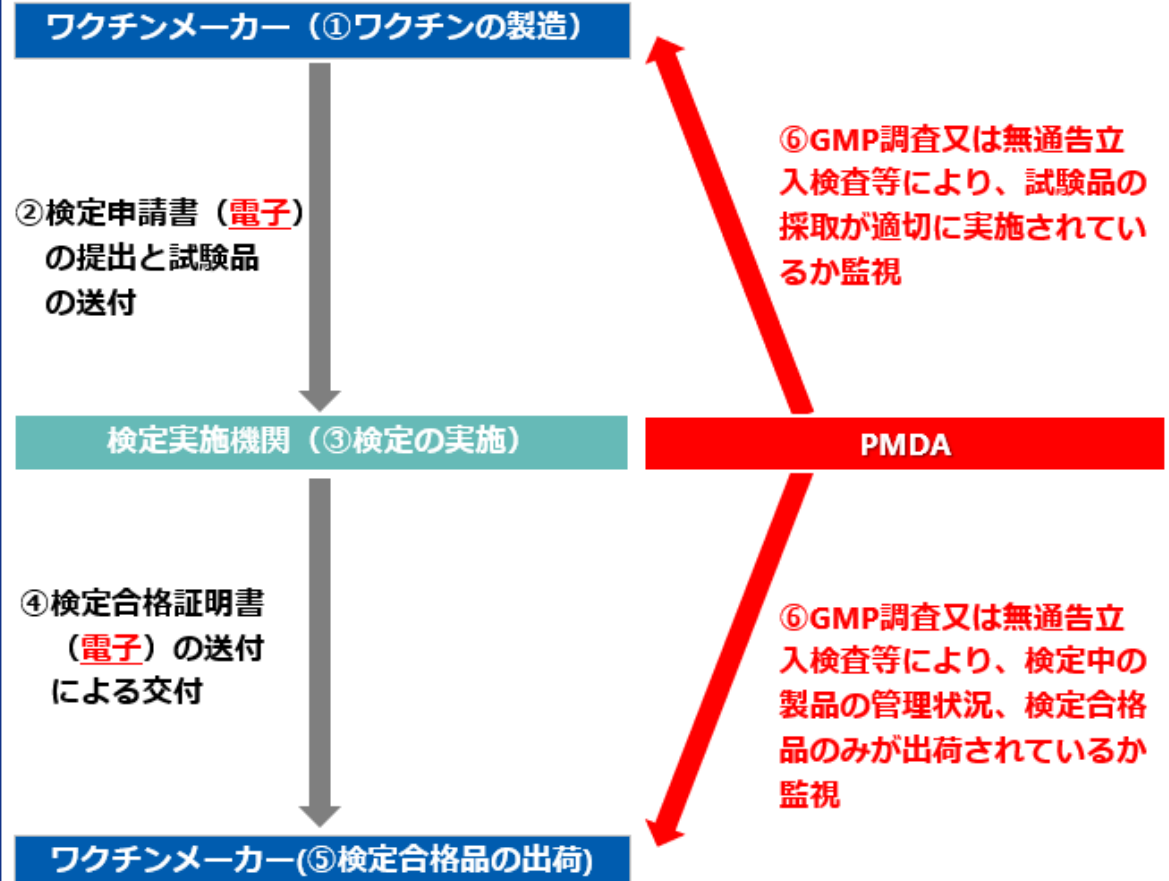 ワクチンメーカー（①ワクチンの製造）
②検定申請書（電子）
の提出と試験品
の送付
⑥GMP調査又は無通告立
入検査等により、試験品の
採取が適切に実施されてい
るか監視
検定実施機関（③検定の実施）
PMDA
④検定合格証明書
（電子）の送付
による交付
⑥GMP調査又は無通告立
入検査等により、検定中の
製品の管理状況、検定合格
品のみが出荷されているか
監視
ワクチンメーカー(⑤検定合格品の出荷)